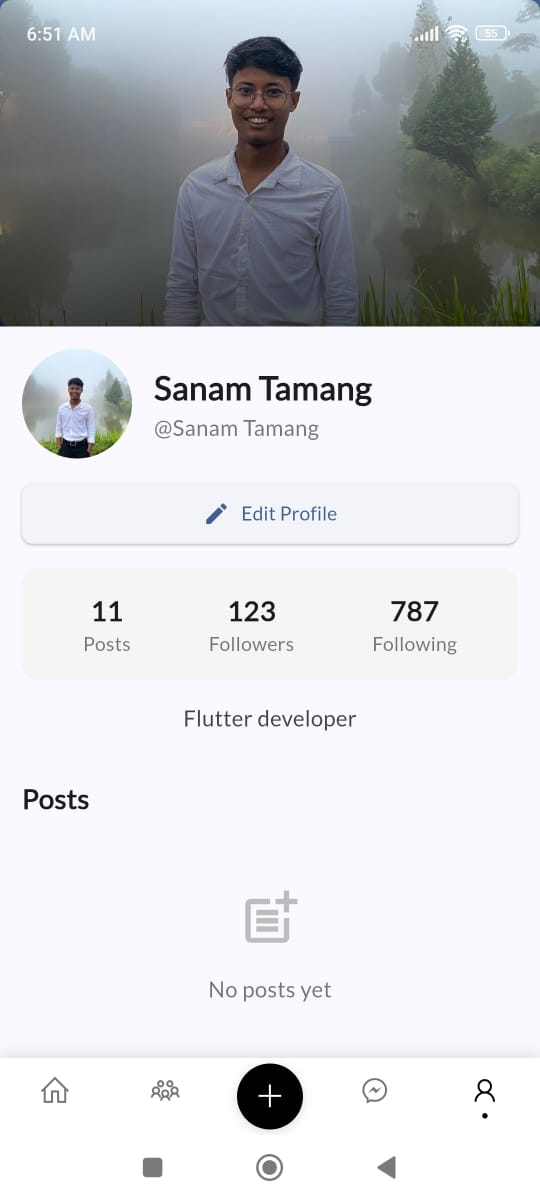 6:51 AM
55
Sanam Tamang
@Sanam Tamang
Edit Profile
11 123 787
Posts Followers Following
Flutter developer
Posts
No posts yet